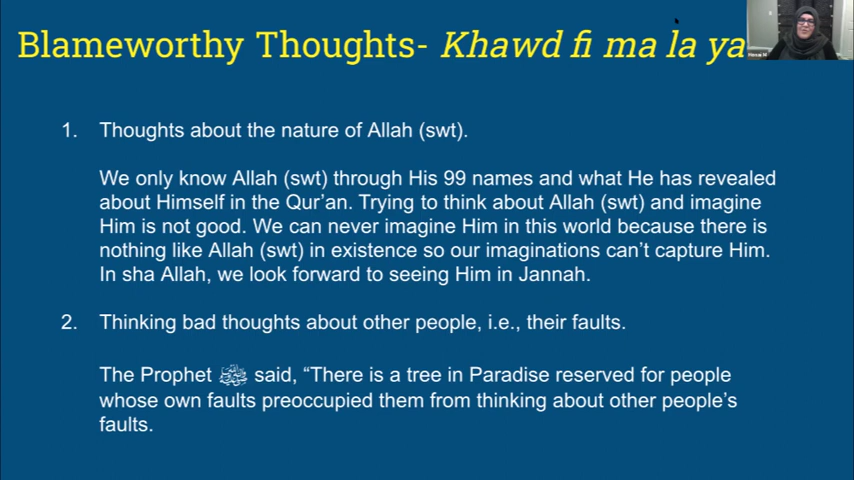 Blameworthy Thoughts- Khawd fi ma la ya
1. Thoughts about the nature of Allah (swt).
We only know Allah (swt) through His 99 names and what He has revealed
about Himself in the Qur’an. Trying to think about Allah (swt) and imagine
Him is not good. We can never imagine Him in this world because there is
nothing like Allah (swt) in existence so our imaginations can’t capture Him.
In sha Allah, we look forward to seeing Him in Jannah.
2. Thinking bad thoughts about other people, i.e., their faults.
The Prophet ﷺ said, “There is a tree in Paradise reserved for people
whose own faults preoccupied them from thinking about other people’s
faults.